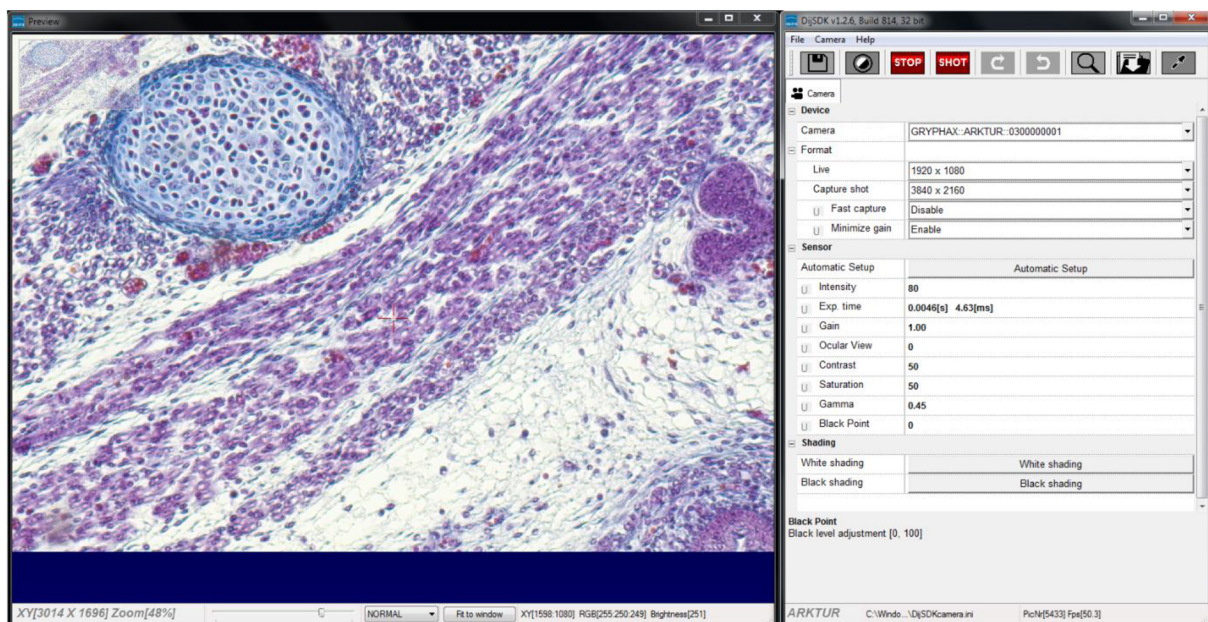 Preview
DijSDK v1.2.6, Build 814, 32 bit
File Camera Help
STOP SHOT
Camera
Device
Camera GRYPHAX::ARKTUR::0300000001
Format
Live 1920 x 1080
Capture shot 3840 x 2160
U Fast capture Disable
U Minimize gain Enable
Sensor
Automatic Setup Automatic Setup
U Intensity 80
U Exp. time 0.0046[s] 4.63[ms]
U Gain 1.00
U Ocular View 0
U Contrast 50
U Saturation 50
U Gamma 0.45
U Black Point 0
Shading
White shading White shading
Black shading Black shading
Black Point
Black level adjustment [0, 100]
XY[3014 X 1696] Zoom[48%] NORMAL Fit to window XY[1598:1080] RGB[255:250:249] Brightness[251]
ARKTUR C:\Windo...\DijSDKcamera.ini PicNr[5433] Fps[50.3]